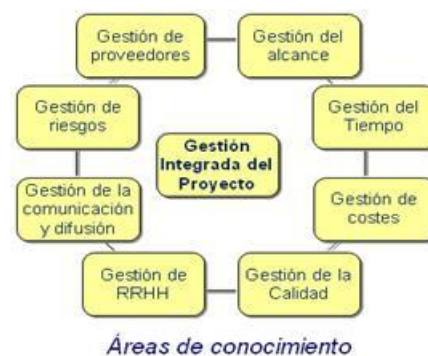 Gestión de
proveedores
Gestión del
alcance
Gestión de
riesgos
Gestión del
Tiempo
Gestión
Integrada del
Proyecto
Gestión de la
comunicación
y difusión
Gestión de
costes
Gestión de
RRHH
Gestión de la
Calidad
Áreas de conocimiento